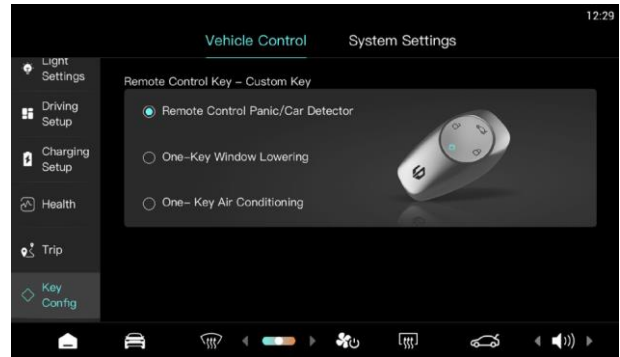 12:29
Vehicle Control System Settings
Light
Settings
Driving
Setup
Charging
Setup
Health
Trip
Key
Config
Remote Control Key – Custom Key
Remote Control Panic/Car Detector
One–Key Window Lowering
One– Key Air Conditioning